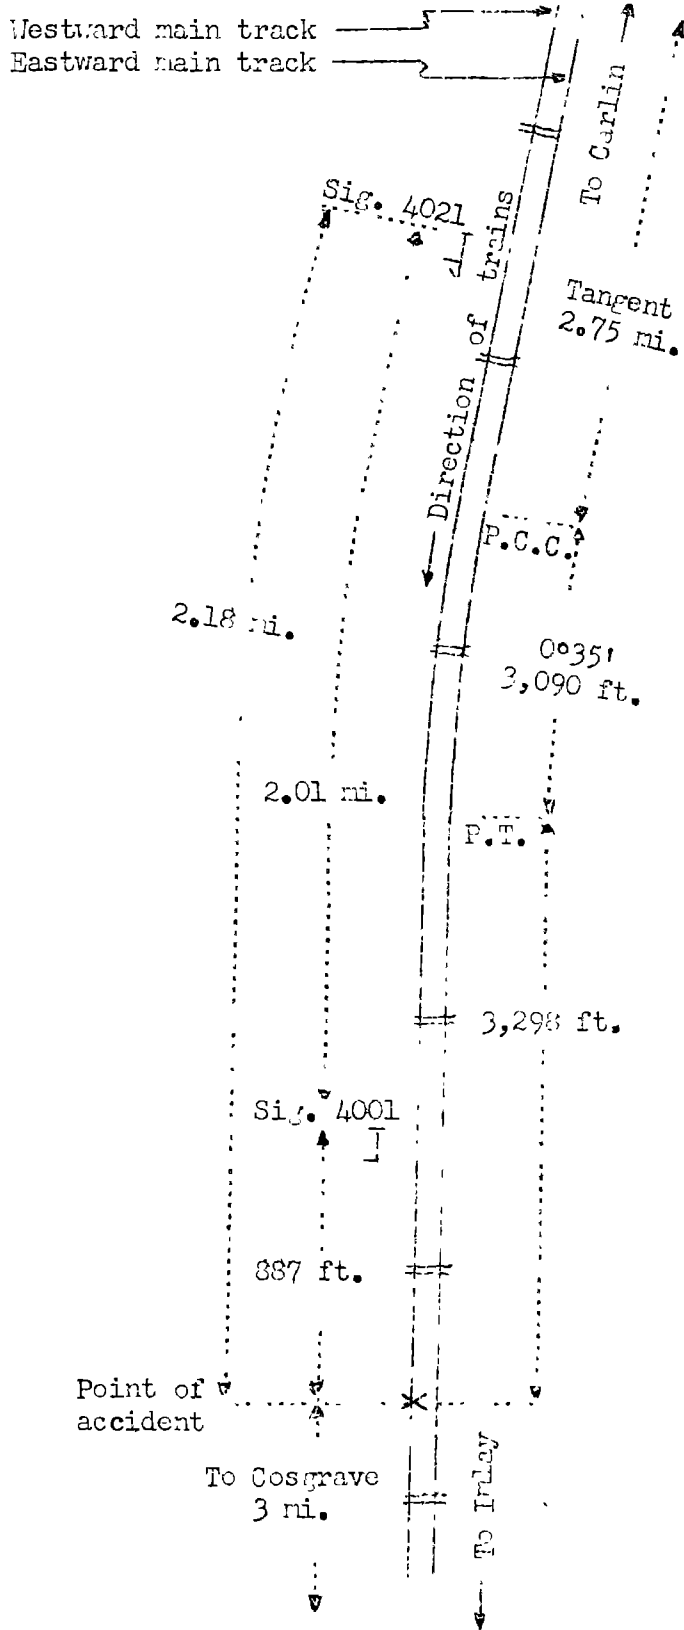 Westward main track
Eastward main track
To Carlin
Sig. 4021
Direction of trains
Tangent
2.75 mi.
P.C.C.
2.18 mi.
0°35'
3,090 ft.
2.01 mi.
P.T.
3,298 ft.
Sig. 4001
887 ft.
Point of
accident
To Cosgrave
3 mi.
To Imlay